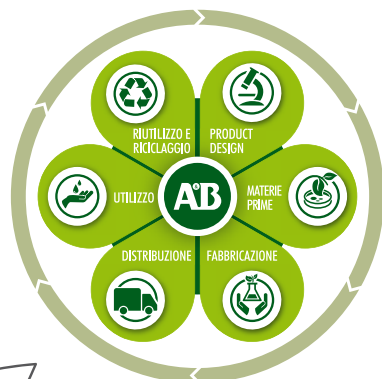 RIUTILIZZO E
RICICLAGGIO
PRODUCT
DESIGN
UTILIZZO
A°B
MATERIE
PRIME
DISTRIBUZIONE
FABBRICAZIONE